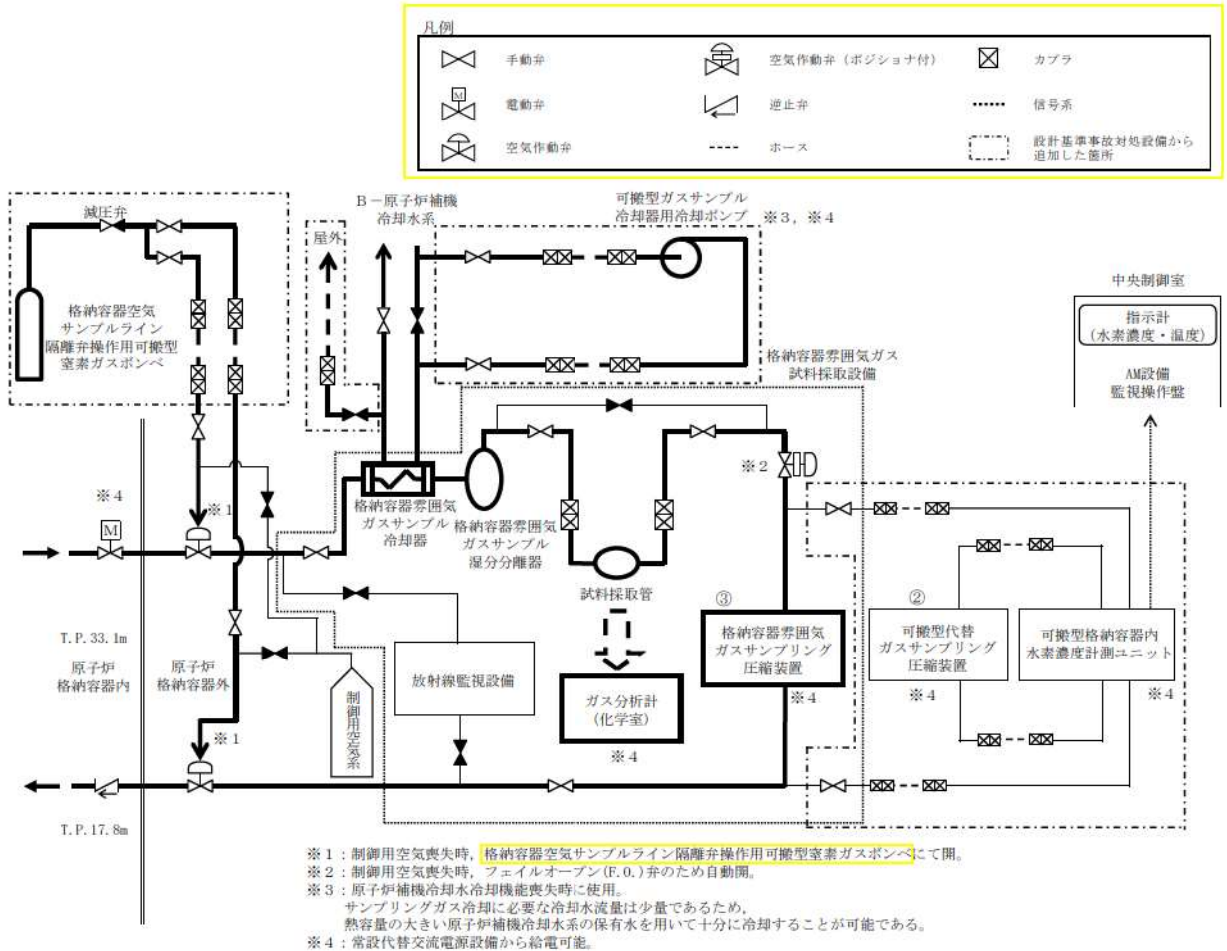 凡例
手動弁
空気作動弁（ポジショナ付）
カプラ
M
電動弁
逆止弁
信号系
空気作動弁
ホース
設計基準事故対処設備から
追加した箇所
減圧弁
格納容器空気
サンプルライン
隔離弁操作用可搬型
窒素ガスボンベ
屋外
B－原子炉補機
冷却水系
可搬型ガスサンプル
冷却器用冷却ポンプ
※3，※4
格納容器雰囲気ガス
試料採取設備
中央制御室
指示計
（水素濃度・温度）
AM設備
監視操作盤
※4
M
※1
格納容器雰囲気
ガスサンプル
冷却器
格納容器雰囲気
ガスサンプル
湿分分離器
試料採取管
※2
T.P.33.1m
原子炉
格納容器内
原子炉
格納容器外
※1
T.P.17.8m
制御用空気系
放射線監視設備
ガス分析計
（化学室）
※4
③
格納容器雰囲気
ガスサンプリング
圧縮装置
※4
②
可搬型代替
ガスサンプリング
圧縮装置
※4
可搬型格納容器内
水素濃度計測ユニット
※4
※1：制御用空気喪失時，格納容器空気サンプルライン隔離弁操作用可搬型窒素ガスボンベにて開。
※2：制御用空気喪失時，フェイルオープン(F.O.)弁のため自動開。
※3：原子炉補機冷却水冷却機能喪失時に使用。
サンプリングガス冷却に必要な冷却水流量は少量であるため，
熱容量の大きい原子炉補機冷却水系の保有水を用いて十分に冷却することが可能である。
※4：常設代替交流電源設備から給電可能。